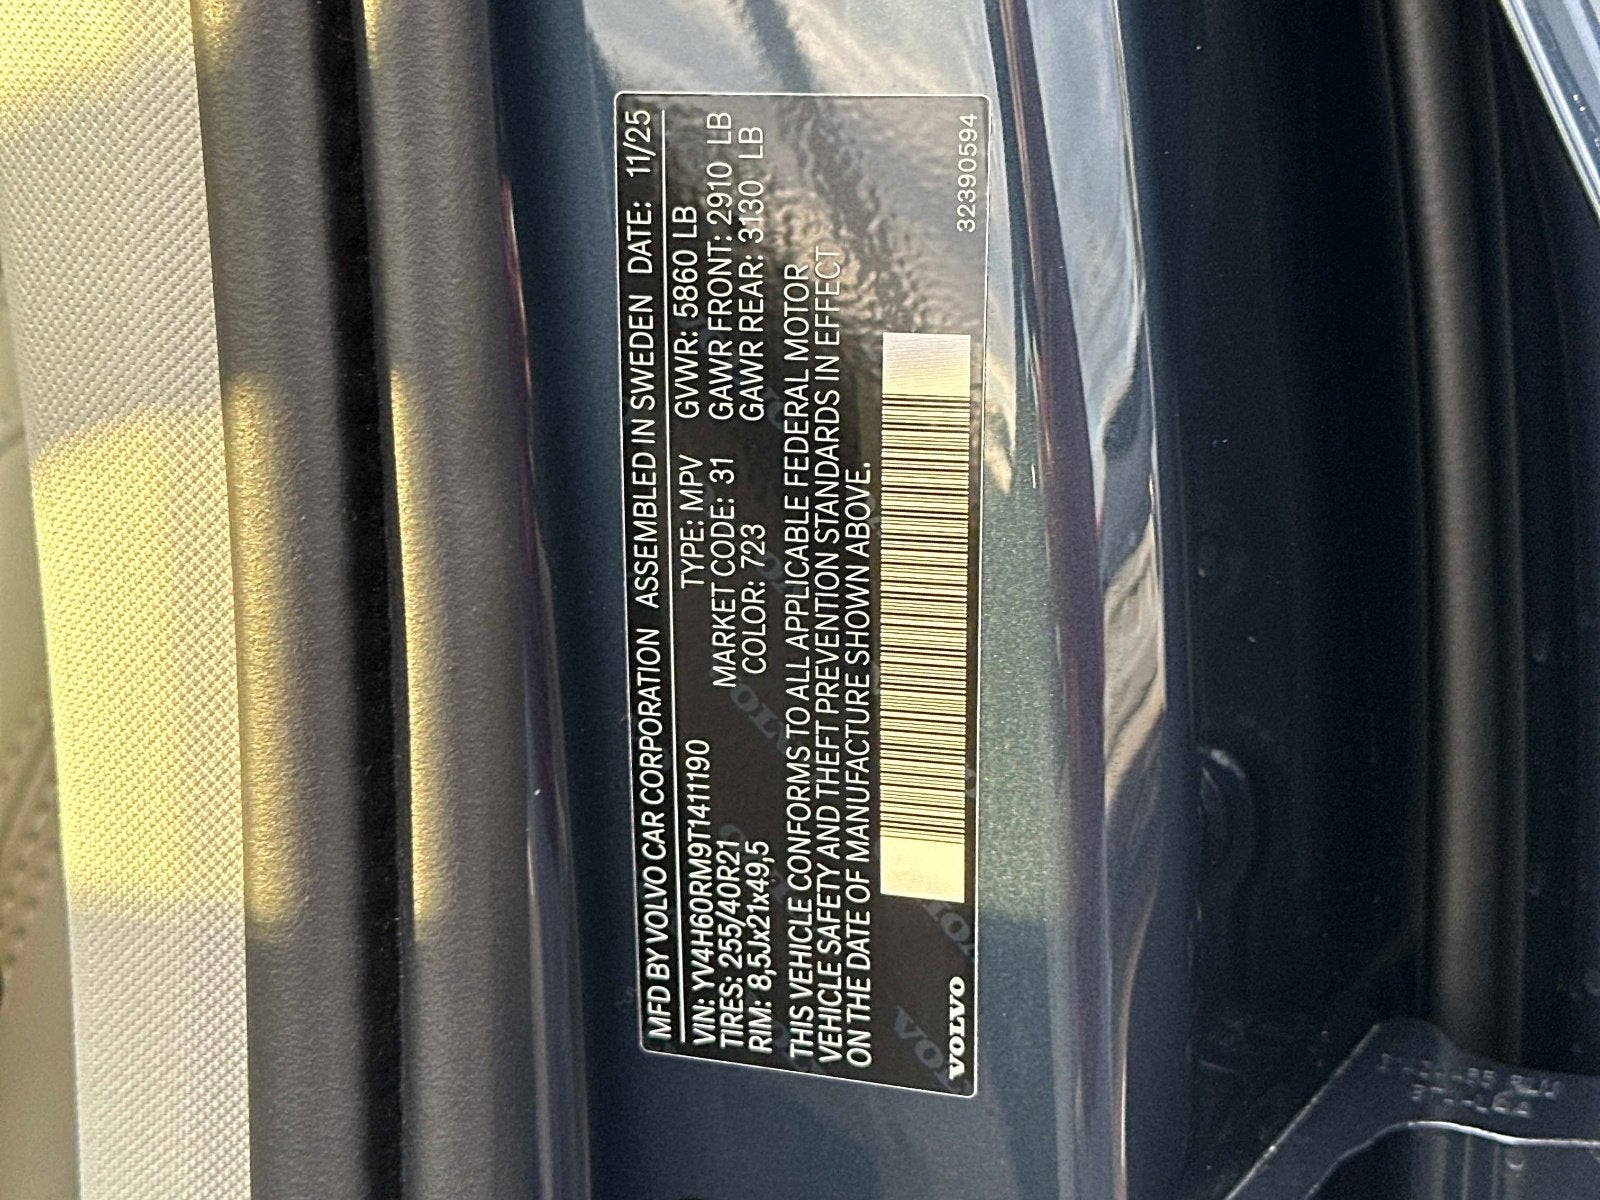 MFD BY VOLVO CAR CORPORATION ASSEMBLED IN SWEDEN DATE: 11/25
VIN: YV4H60RM9T1411190 TYPE: MPV GVWR: 5860 LB
TIRES: 255/40R21 MARKET CODE: 31 GAWR FRONT: 2910 LB
RIM: 8,5Jx21x49,5 COLOR: 723 GAWR REAR: 3130 LB
THIS VEHICLE CONFORMS TO ALL APPLICABLE FEDERAL MOTOR
VEHICLE SAFETY AND THEFT PREVENTION STANDARDS IN EFFECT
ON THE DATE OF MANUFACTURE SHOWN ABOVE.
VOLVO 32390594